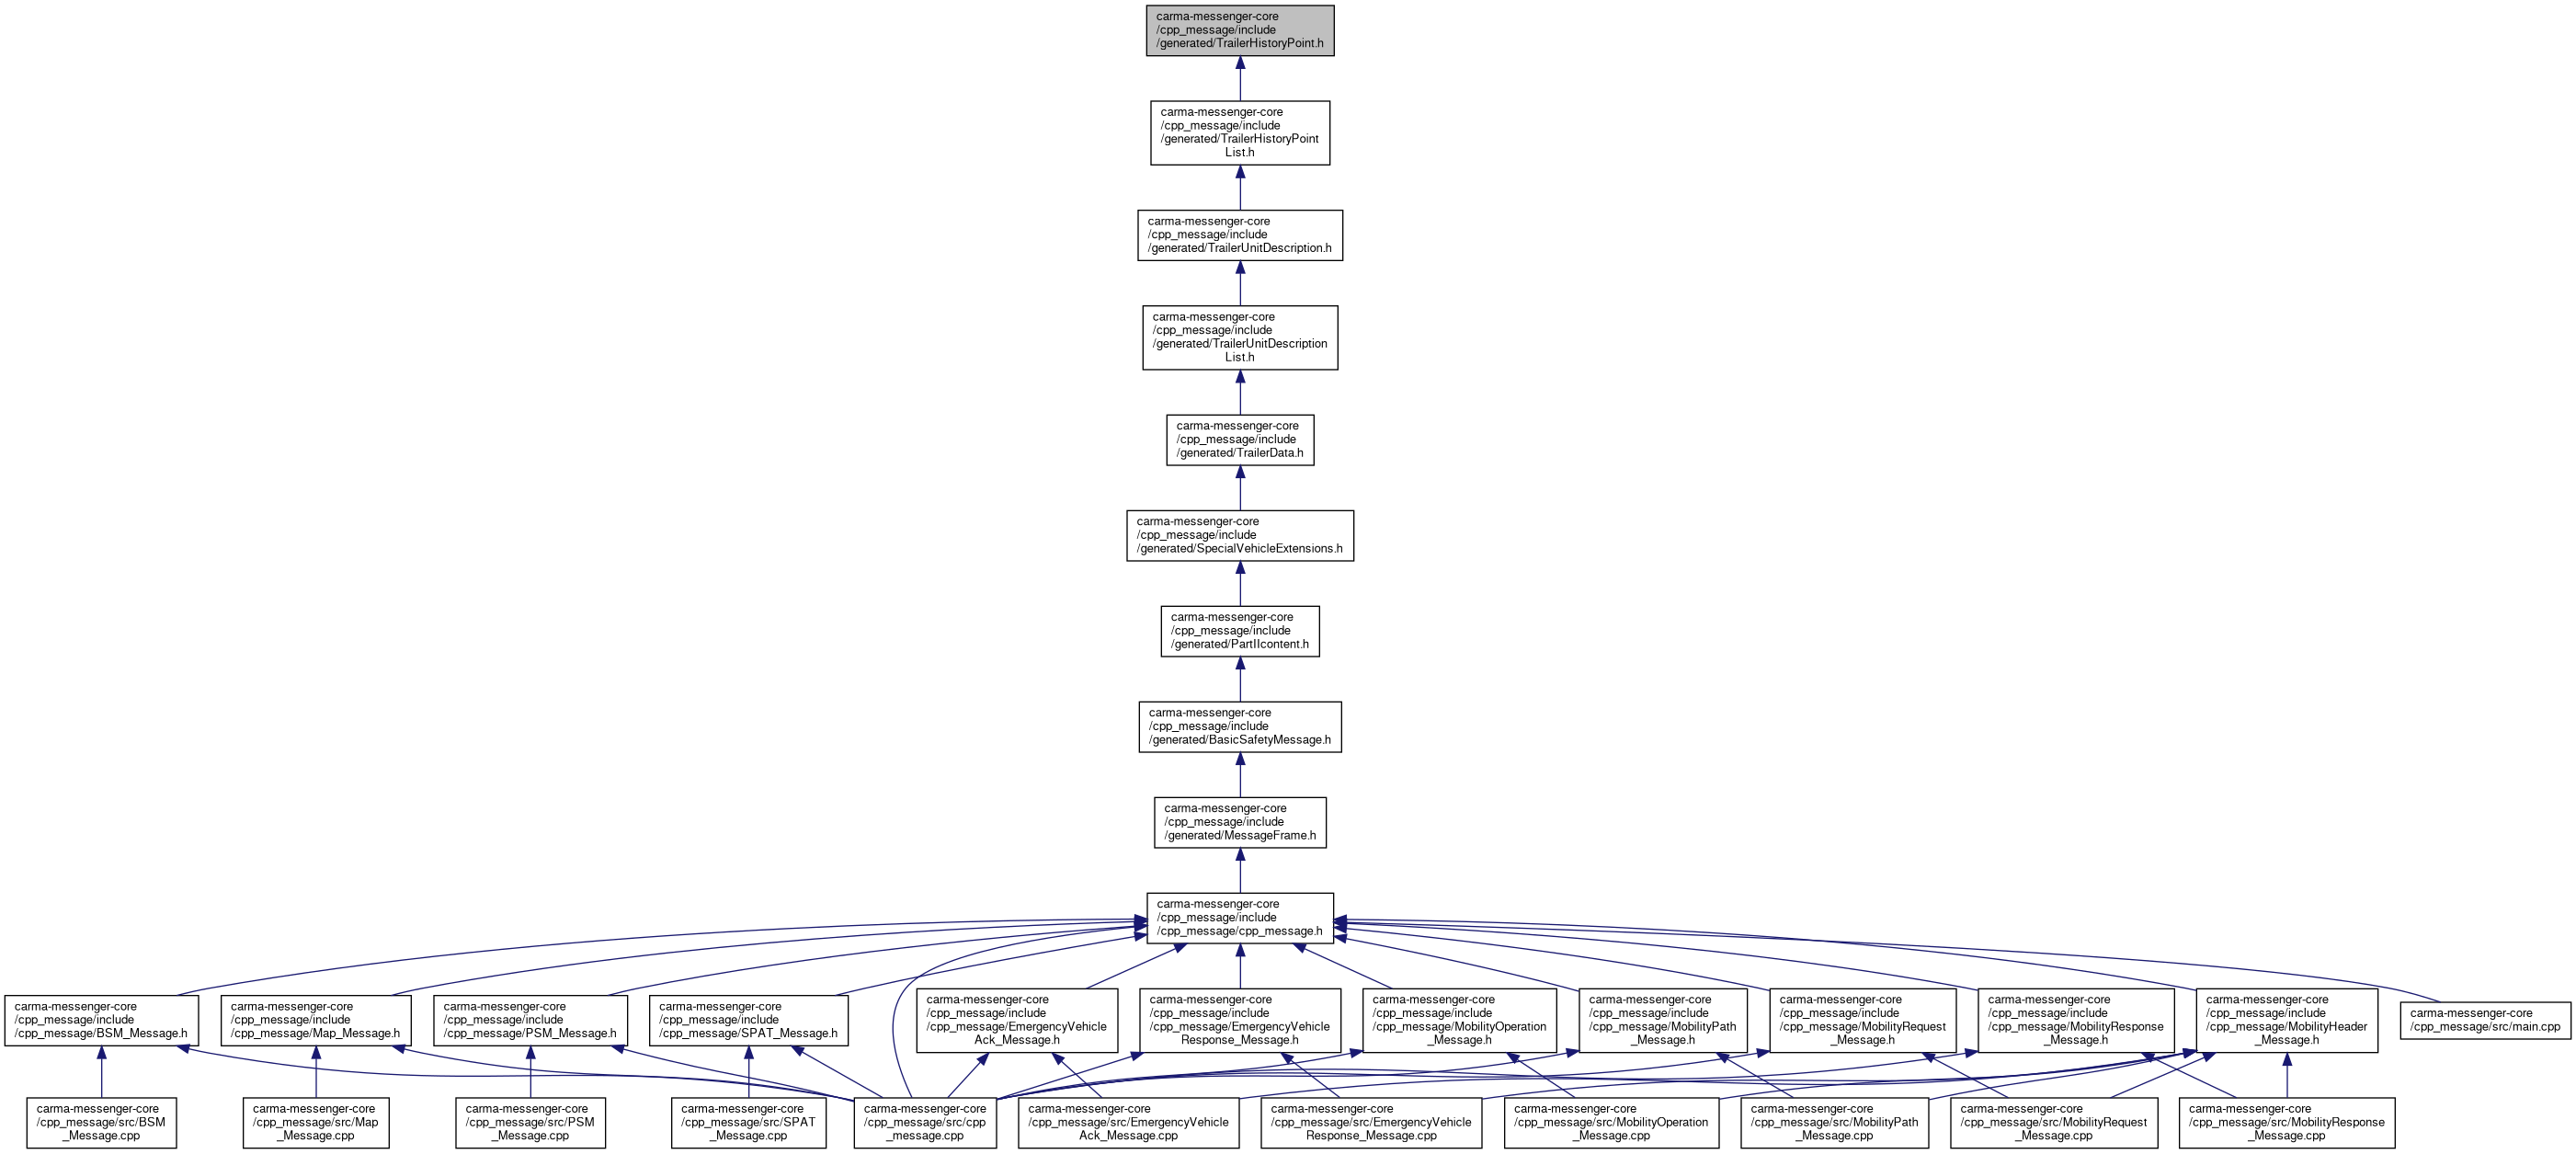 carma-messenger-core
/cpp_message/include
/generated/TrailerHistoryPoint.h
carma-messenger-core
/cpp_message/include
/generated/TrailerHistoryPoint
List.h
carma-messenger-core
/cpp_message/include
/generated/TrailerUnitDescription.h
carma-messenger-core
/cpp_message/include
/generated/TrailerUnitDescription
List.h
carma-messenger-core
/cpp_message/include
/generated/TrailerData.h
carma-messenger-core
/cpp_message/include
/generated/SpecialVehicleExtensions.h
carma-messenger-core
/cpp_message/include
/generated/PartIIcontent.h
carma-messenger-core
/cpp_message/include
/generated/BasicSafetyMessage.h
carma-messenger-core
/cpp_message/include
/generated/MessageFrame.h
carma-messenger-core
/cpp_message/include
/cpp_message/cpp_message.h
carma-messenger-core
/cpp_message/include
/cpp_message/BSM_Message.h
carma-messenger-core
/cpp_message/include
/cpp_message/Map_Message.h
carma-messenger-core
/cpp_message/include
/cpp_message/PSM_Message.h
carma-messenger-core
/cpp_message/include
/cpp_message/SPAT_Message.h
carma-messenger-core
/cpp_message/include
/cpp_message/EmergencyVehicle
Ack_Message.h
carma-messenger-core
/cpp_message/include
/cpp_message/EmergencyVehicle
Response_Message.h
carma-messenger-core
/cpp_message/include
/cpp_message/MobilityOperation
_Message.h
carma-messenger-core
/cpp_message/include
/cpp_message/MobilityPath
_Message.h
carma-messenger-core
/cpp_message/include
/cpp_message/MobilityRequest
_Message.h
carma-messenger-core
/cpp_message/include
/cpp_message/MobilityResponse
_Message.h
carma-messenger-core
/cpp_message/include
/cpp_message/MobilityHeader
_Message.h
carma-messenger-core
/cpp_message/src/main.cpp
carma-messenger-core
/cpp_message/src/BSM
_Message.cpp
carma-messenger-core
/cpp_message/src/Map
_Message.cpp
carma-messenger-core
/cpp_message/src/PSM
_Message.cpp
carma-messenger-core
/cpp_message/src/SPAT
_Message.cpp
carma-messenger-core
/cpp_message/src/cpp
_message.cpp
carma-messenger-core
/cpp_message/src/EmergencyVehicle
Ack_Message.cpp
carma-messenger-core
/cpp_message/src/EmergencyVehicle
Response_Message.cpp
carma-messenger-core
/cpp_message/src/MobilityOperation
_Message.cpp
carma-messenger-core
/cpp_message/src/MobilityPath
_Message.cpp
carma-messenger-core
/cpp_message/src/MobilityRequest
_Message.cpp
carma-messenger-core
/cpp_message/src/MobilityResponse
_Message.cpp